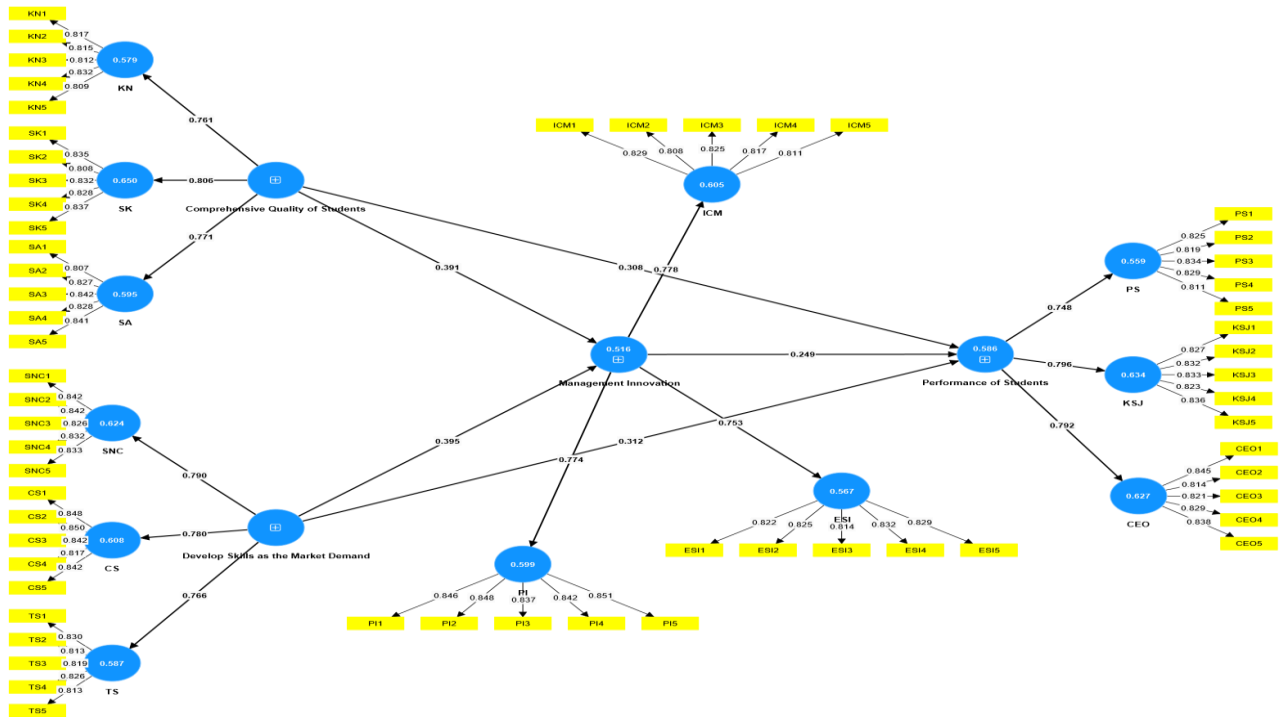 KN1
KN2
KN3
KN4
KN5
0.817
0.815
0.812
0.832
0.809
0.579
KN
0.761
SK1
SK2
SK3
SK4
SK5
0.835
0.808
0.832
0.828
0.837
0.650
SK
0.806
Comprehensive Quality of Students
SA1
SA2
SA3
SA4
SA5
0.807
0.827
0.842
0.828
0.841
0.595
SA
0.771
0.391
0.308
ICM1
ICM2
ICM3
ICM4
ICM5
0.829
0.808
0.825
0.817
0.811
0.605
ICM
0.778
0.516
Management Innovation
0.249
0.586
Performance of Students
PS1
PS2
PS3
PS4
PS5
0.825
0.819
0.834
0.829
0.811
0.559
PS
0.748
KSJ1
KSJ2
KSJ3
KSJ4
KSJ5
0.827
0.832
0.833
0.823
0.836
0.634
KSJ
0.796
CEO1
CEO2
CEO3
CEO4
CEO5
0.845
0.814
0.821
0.829
0.838
0.627
CEO
0.792
SNC1
SNC2
SNC3
SNC4
SNC5
0.842
0.842
0.826
0.832
0.833
0.624
SNC
0.790
CS1
CS2
CS3
CS4
CS5
0.848
0.850
0.842
0.817
0.842
0.608
CS
0.780
Develop Skills as the Market Demand
TS1
TS2
TS3
TS4
TS5
0.830
0.813
0.819
0.826
0.813
0.587
TS
0.766
0.395
0.312
0.774
0.753
0.599
PI
0.846
0.848
0.837
0.842
0.851
PI1
PI2
PI3
PI4
PI5
0.567
ESI
0.822
0.825
0.814
0.832
0.829
ESI1
ESI2
ESI3
ESI4
ESI5